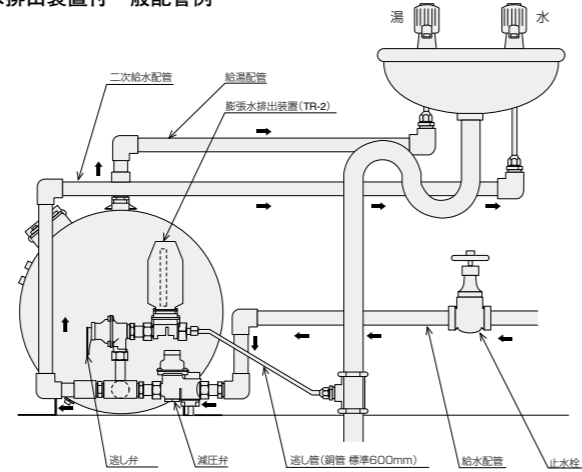 排出装置付一般配管例
湯
水
二次給水配管
給湯配管
膨張水排出装置(TR-2)
逃し弁
減圧弁
逃し管(銅管 標準600mm)
給水配管
止水栓